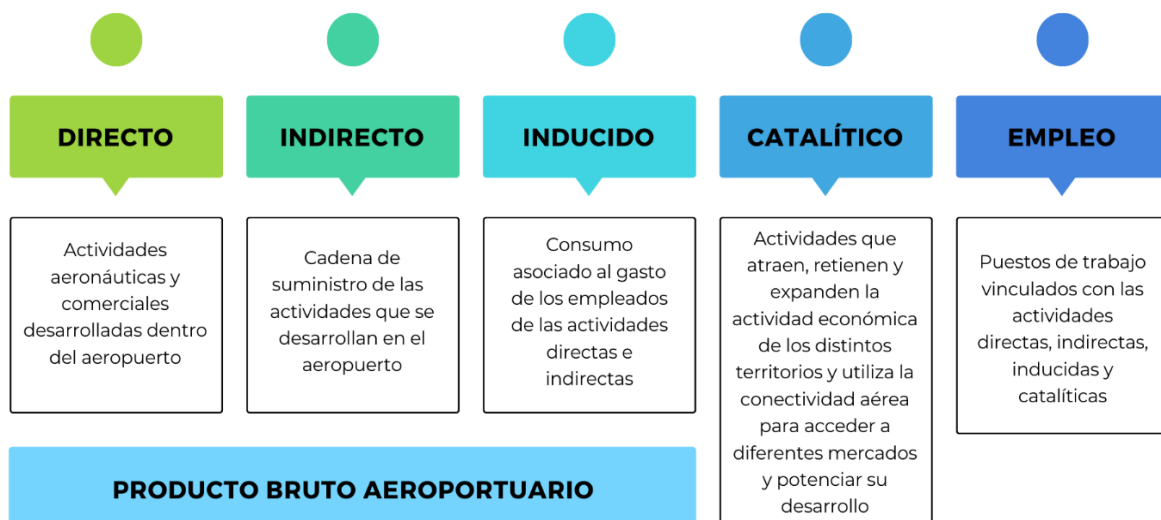 DIRECTO
Actividades
aeronáuticas y
comerciales
desarrolladas dentro
del aeropuerto
INDIRECTO
Cadena de
suministro de las
actividades que se
desarrollan en el
aeropuerto
INDUCIDO
Consumo
asociado al gasto
de los empleados
de las actividades
directas e
indirectas
CATALÍTICO
Actividades que
atraen, retienen y
expanden la
actividad económica
de los distintos
territorios y utiliza la
conectividad aérea
para acceder a
diferentes mercados
y potenciar su
desarrollo
EMPLEO
Puestos de trabajo
vinculados con las
actividades
directas, indirectas,
inducidas y
catalíticas
PRODUCTO BRUTO AEROPORTUARIO